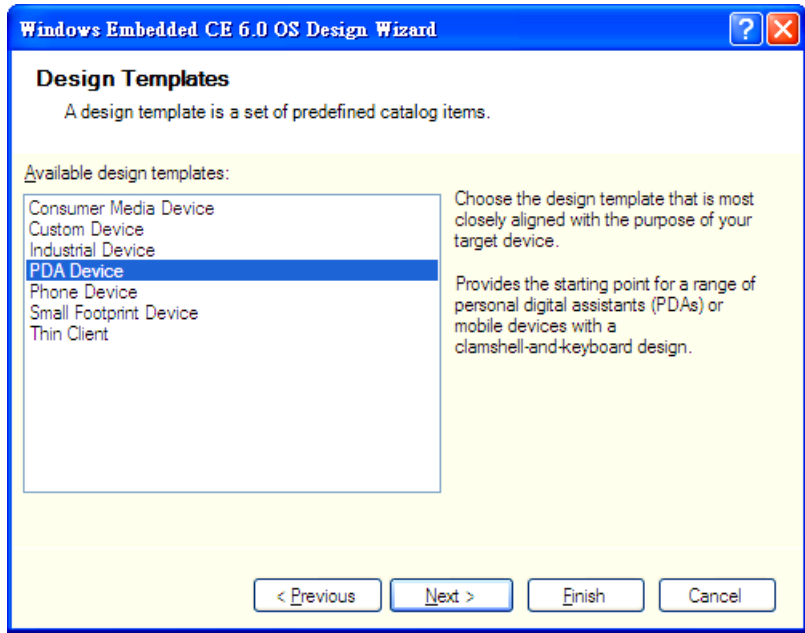 Windows Embedded CE 6.0 OS Design Wizard
Design Templates
A design template is a set of predefined catalog items.
Available design templates:
Consumer Media Device
Custom Device
Industrial Device
PDA Device
Phone Device
Small Footprint Device
Thin Client
Choose the design template that is most
closely aligned with the purpose of your
target device.
Provides the starting point for a range of
personal digital assistants (PDAs) or
mobile devices with a
clamshell-and-keyboard design.
< Previous
Next >
Finish
Cancel